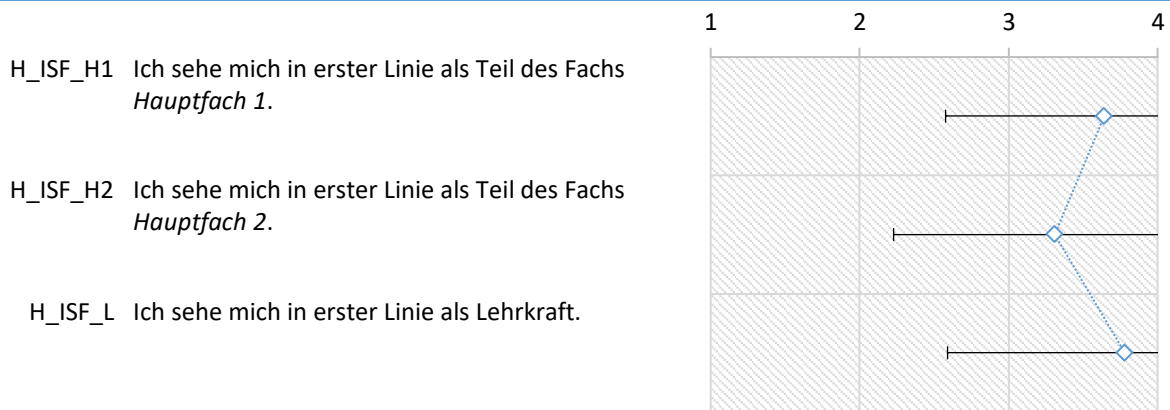 1 2 3 4
H_ISF_H1 Ich sehe mich in erster Linie als Teil des Fachs
Hauptfach 1.
H_ISF_H2 Ich sehe mich in erster Linie als Teil des Fachs
Hauptfach 2.
H_ISF_L Ich sehe mich in erster Linie als Lehrkraft.